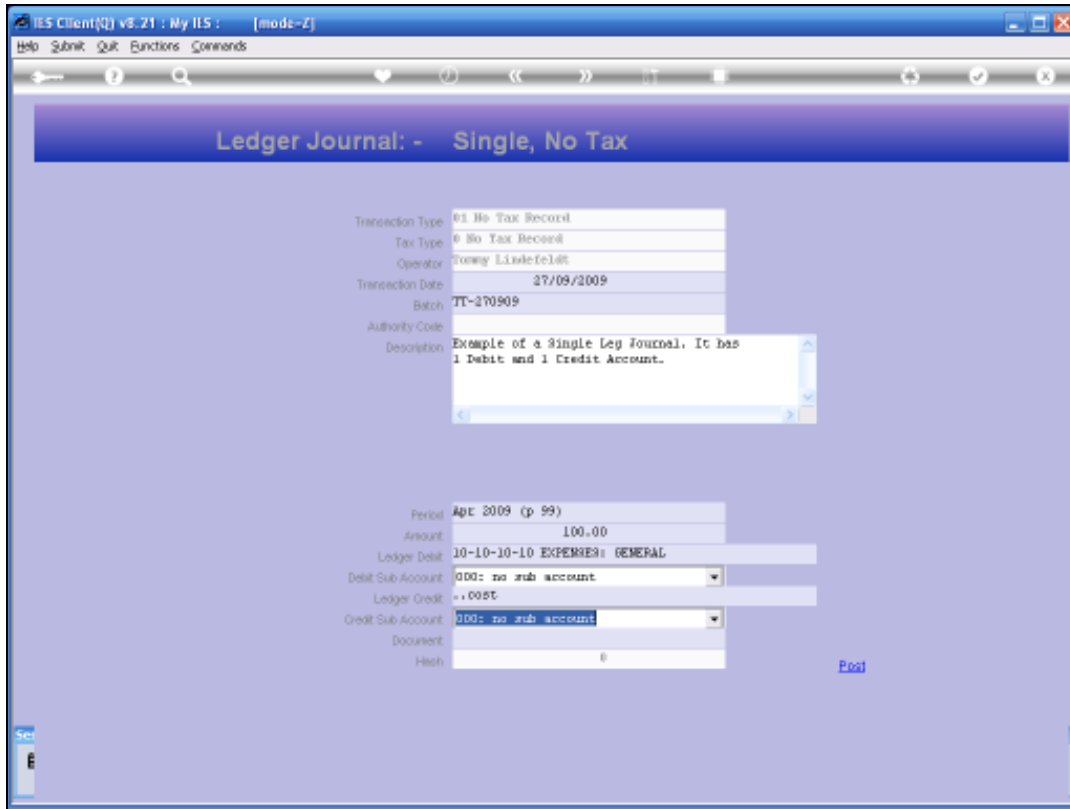 IES Client(Q) v8.21 : My IES : [mode-Z]
Help Submit Quit Functions Commands
Ledger Journal: - Single, No Tax
Transaction Type 01 No Tax Record
Tax Type 0 No Tax Record
Operator Tommy Lindefeldt
Transaction Date 27/09/2009
Batch TT-270909
Authority Code
Description Example of a Single Leg Journal. It has
1 Debit and 1 Credit Account.
Period Apr 2009 (p 99)
Amount 100.00
Ledger Debit 10-10-10-10 EXPENSES: GENERAL
Debit Sub Account 000: no sub account
Ledger Credit ..cost
Credit Sub Account 000: no sub account
Document
Hash 0
Post